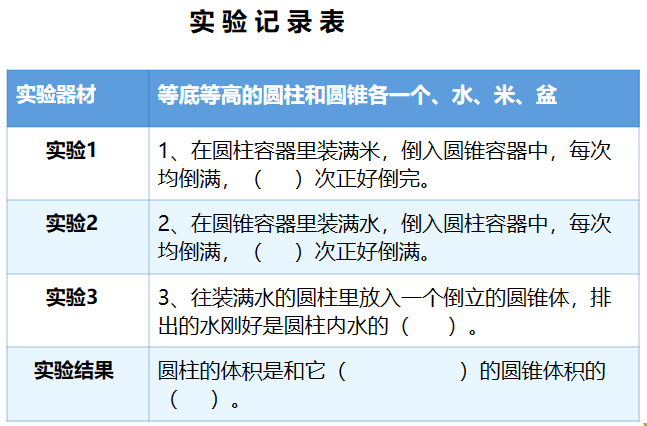 实验记录表
实验器材
等底等高的圆柱和圆锥各一个、水、米、盆
实验1
1、在圆柱容器里装满米，倒入圆锥容器中，每次
均倒满，（ ）次正好倒完。
实验2
2、在圆锥容器里装满水，倒入圆柱容器中，每次
均倒满，（ ）次正好倒满。
实验3
3、往装满水的圆柱里放入一个倒立的圆锥体，排
出的水刚好是圆柱内水的（ ）。
实验结果
圆柱的体积是和它（ ）的圆锥体积的
（ ）。